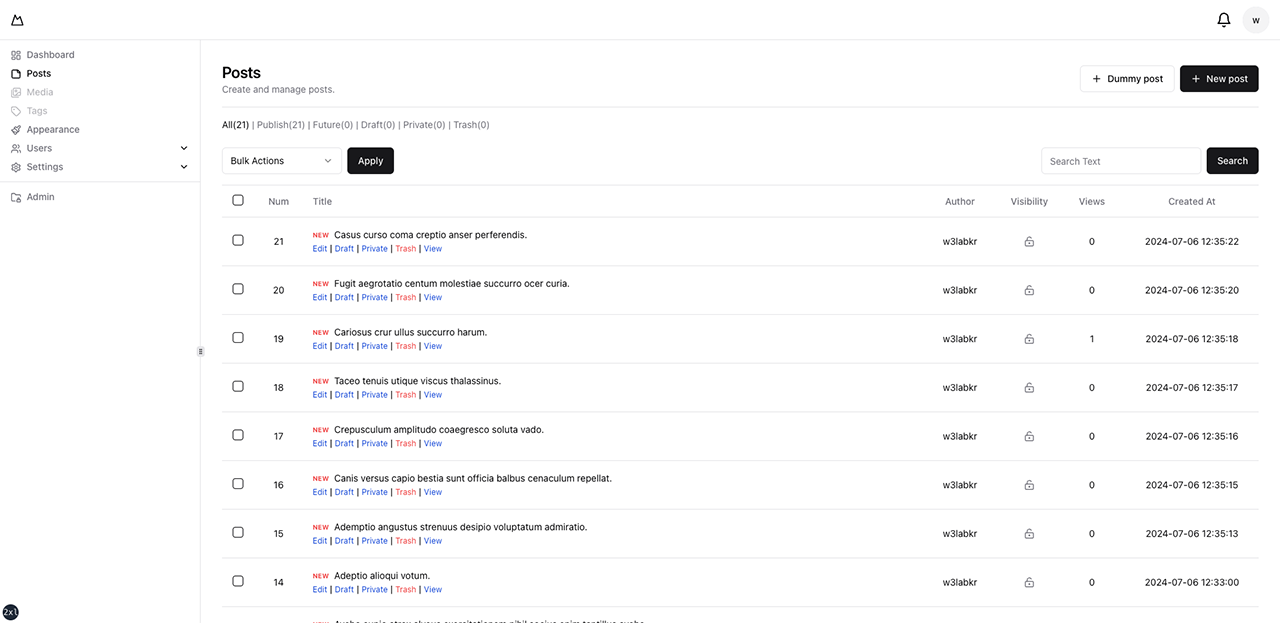 w
Dashboard
Posts
Media
Tags
Appearance
Users
Settings
Admin
Posts
Create and manage posts.
+ Dummy post
+ New post
All(21) | Publish(21) | Future(0) | Draft(0) | Private(0) | Trash(0)
Bulk Actions
Apply
Search Text
Search
Num Title Author Visibility Views Created At
21 NEW Casus curso coma creptio anser perferendis. w3labkr 0 2024-07-06 12:35:22
Edit | Draft | Private | Trash | View
20 NEW Fugit aegrotatio centum molestiae succurro ocer curia. w3labkr 0 2024-07-06 12:35:20
Edit | Draft | Private | Trash | View
19 NEW Cariosus crur ullus succurro harum. w3labkr 1 2024-07-06 12:35:18
Edit | Draft | Private | Trash | View
18 NEW Taceo tenuis utique viscus thalassinus. w3labkr 0 2024-07-06 12:35:17
Edit | Draft | Private | Trash | View
17 NEW Crepusculum amplitudo coaegresco soluta vado. w3labkr 0 2024-07-06 12:35:16
Edit | Draft | Private | Trash | View
16 NEW Canis versus capio bestia sunt officia balbus cenaculum repellat. w3labkr 0 2024-07-06 12:35:15
Edit | Draft | Private | Trash | View
15 NEW Ademptio angustus strenuus desipio voluptatum admiratio. w3labkr 0 2024-07-06 12:35:13
Edit | Draft | Private | Trash | View
14 NEW Adeptio alioqui votum. w3labkr 0 2024-07-06 12:33:00
Edit | Draft | Private | Trash | View
2xl